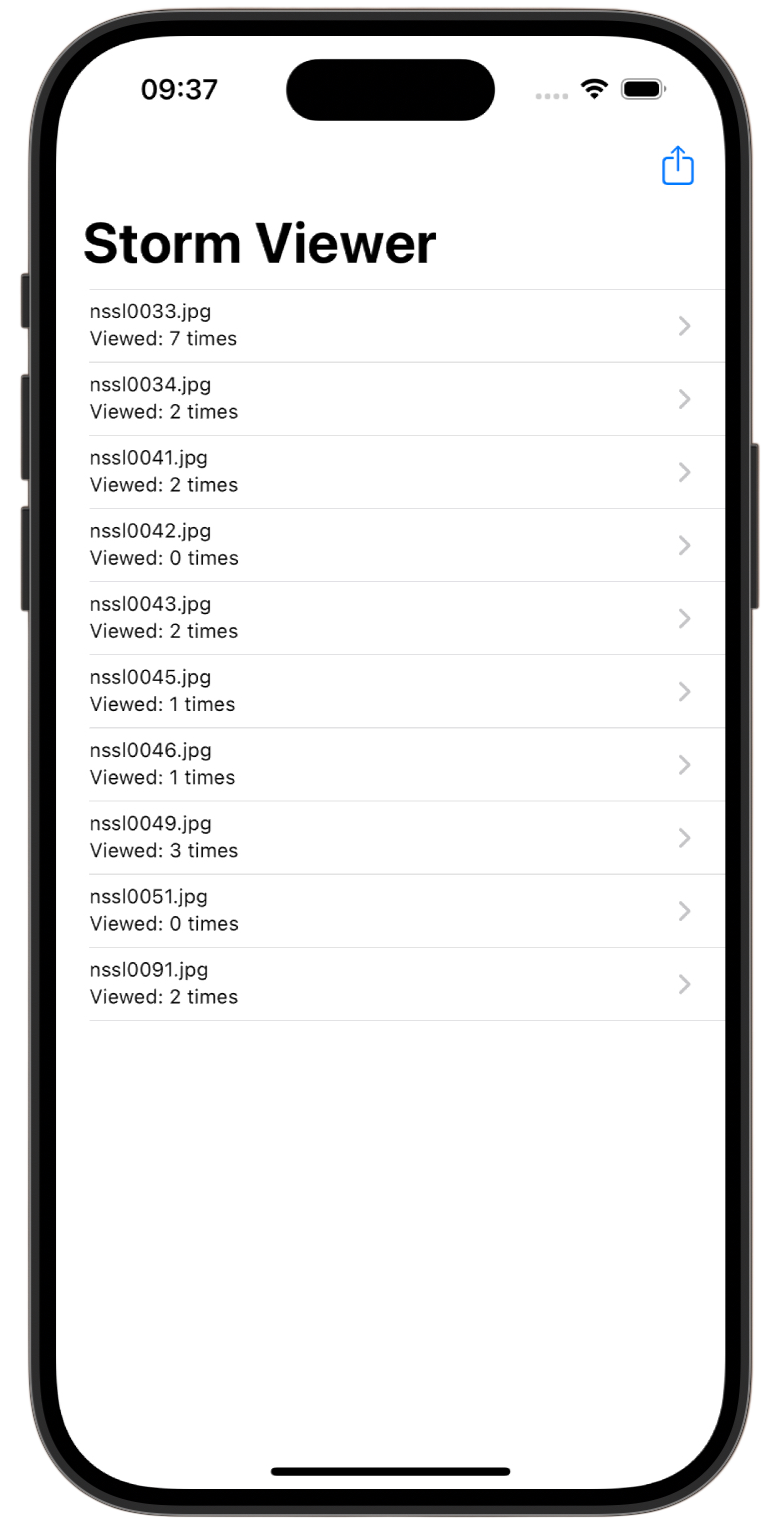 09:37
Storm Viewer
nssl0033.jpg
Viewed: 7 times
nssl0034.jpg
Viewed: 2 times
nssl0041.jpg
Viewed: 2 times
nssl0042.jpg
Viewed: 0 times
nssl0043.jpg
Viewed: 2 times
nssl0045.jpg
Viewed: 1 times
nssl0046.jpg
Viewed: 1 times
nssl0049.jpg
Viewed: 3 times
nssl0051.jpg
Viewed: 0 times
nssl0091.jpg
Viewed: 2 times